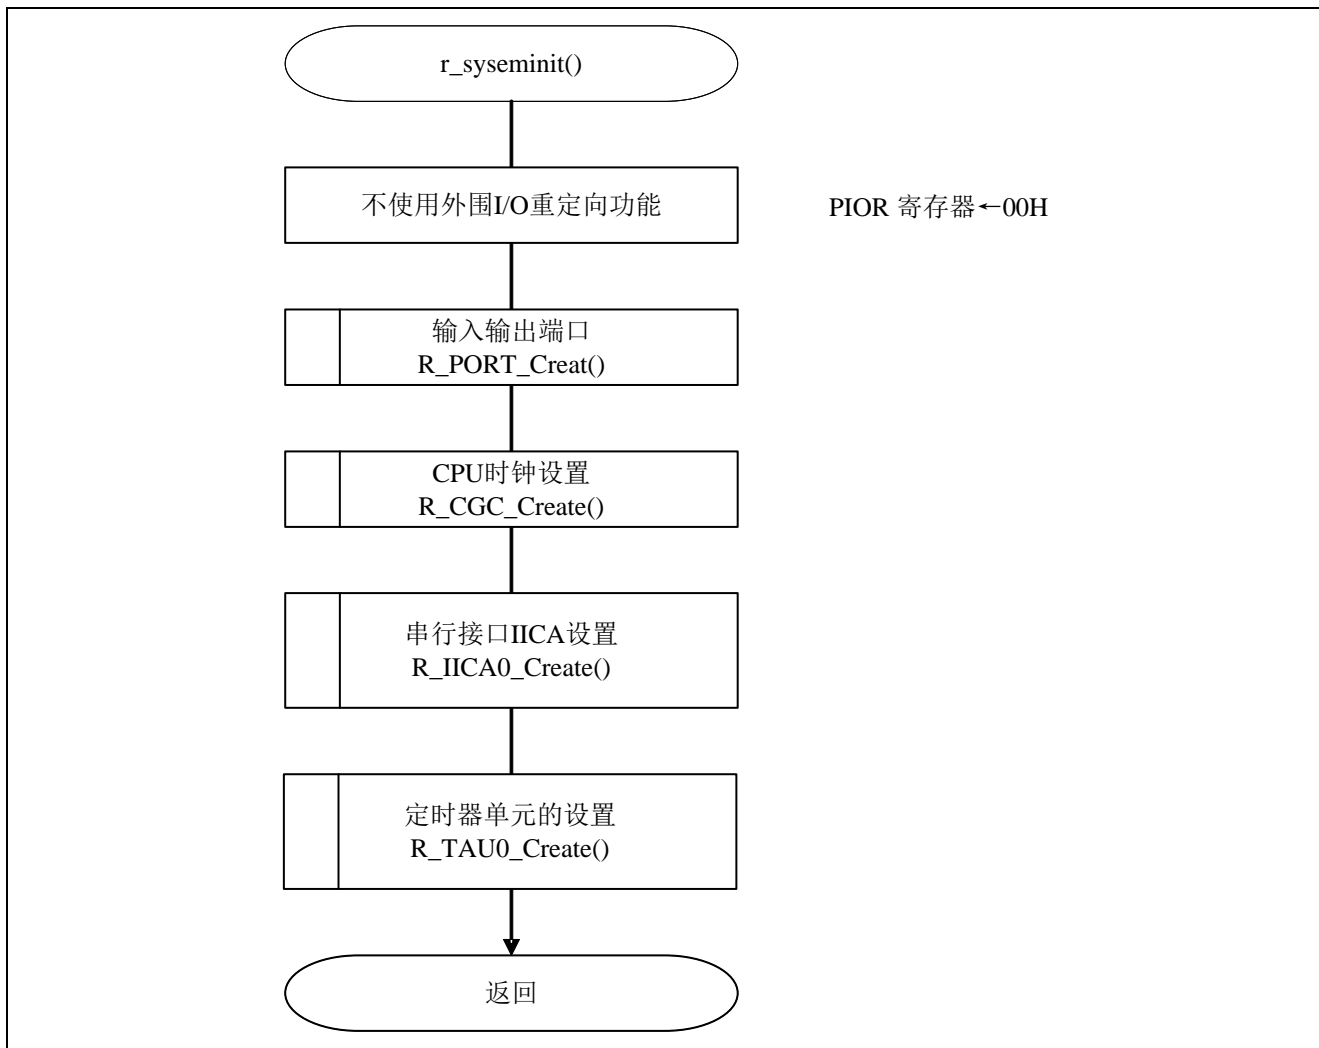 r_syseminit()
不使用外围I/O重定向功能
PIOR 寄存器←00H
输入输出端口
R_PORT_Creat()
CPU时钟设置
R_CGC_Create()
串行接口IICA设置
R_IICA0_Create()
定时器单元的设置
R_TAU0_Create()
返回